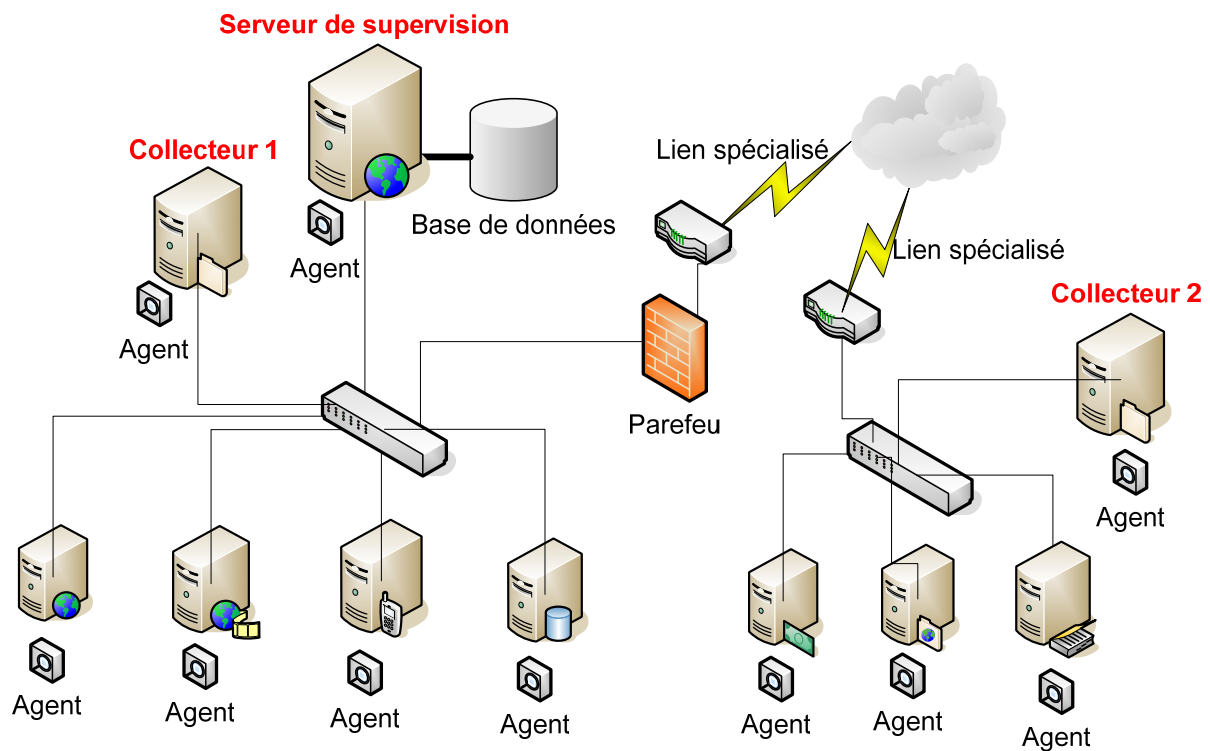 Serveur de supervision
Collecteur 1
Lien spécialisé
Base de données
Agent
Lien spécialisé
Collecteur 2
Agent
Parefeu
Agent
Agent
Agent
Agent
Agent
Agent
Agent
Agent